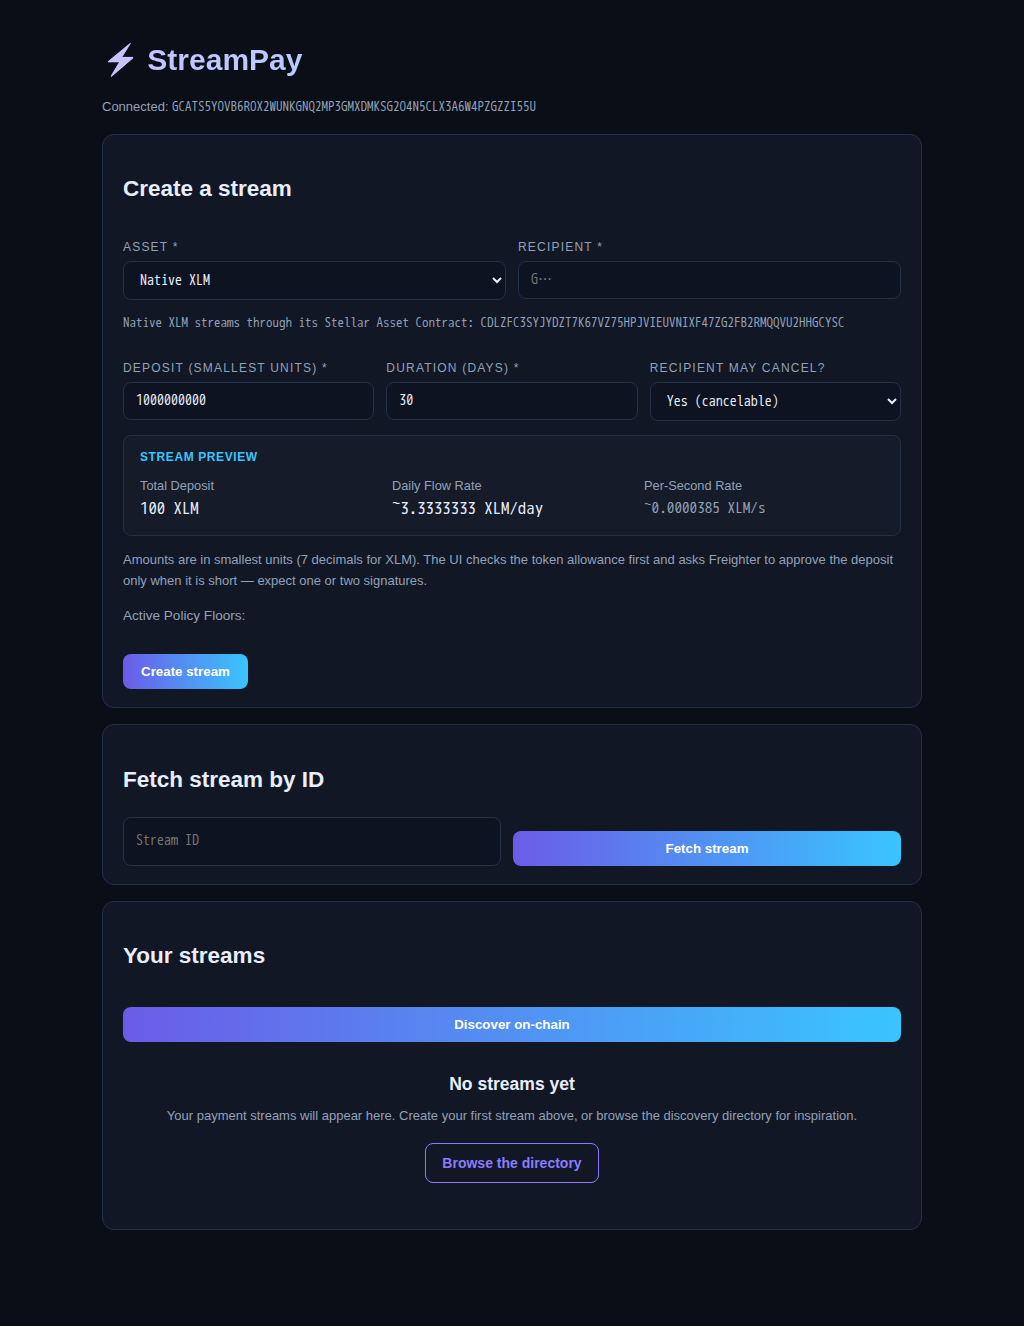 ⚡ StreamPay
Connected: GCATS5YOVB6ROX2WUNKGNQ2MP3GMXDMKSG2O4N5CLX3A6W4PZGZZI55U
Create a stream
ASSET * RECIPIENT *
Native XLM G…
Native XLM streams through its Stellar Asset Contract: CDLZFC3SYJYDZT7K67VZ75HPJVIEUVNIXF47ZG2FB2RMQQVU2HHGCYSC
DEPOSIT (SMALLEST UNITS) * DURATION (DAYS) * RECIPIENT MAY CANCEL?
1000000000 30 Yes (cancelable)
STREAM PREVIEW
Total Deposit Daily Flow Rate Per-Second Rate
100 XLM ~3.3333333 XLM/day ~0.0000385 XLM/s
Amounts are in smallest units (7 decimals for XLM). The UI checks the token allowance first and asks Freighter to approve the deposit
only when it is short — expect one or two signatures.
Active Policy Floors:
Create stream
Fetch stream by ID
Stream ID Fetch stream
Your streams
Discover on-chain
No streams yet
Your payment streams will appear here. Create your first stream above, or browse the discovery directory for inspiration.
Browse the directory